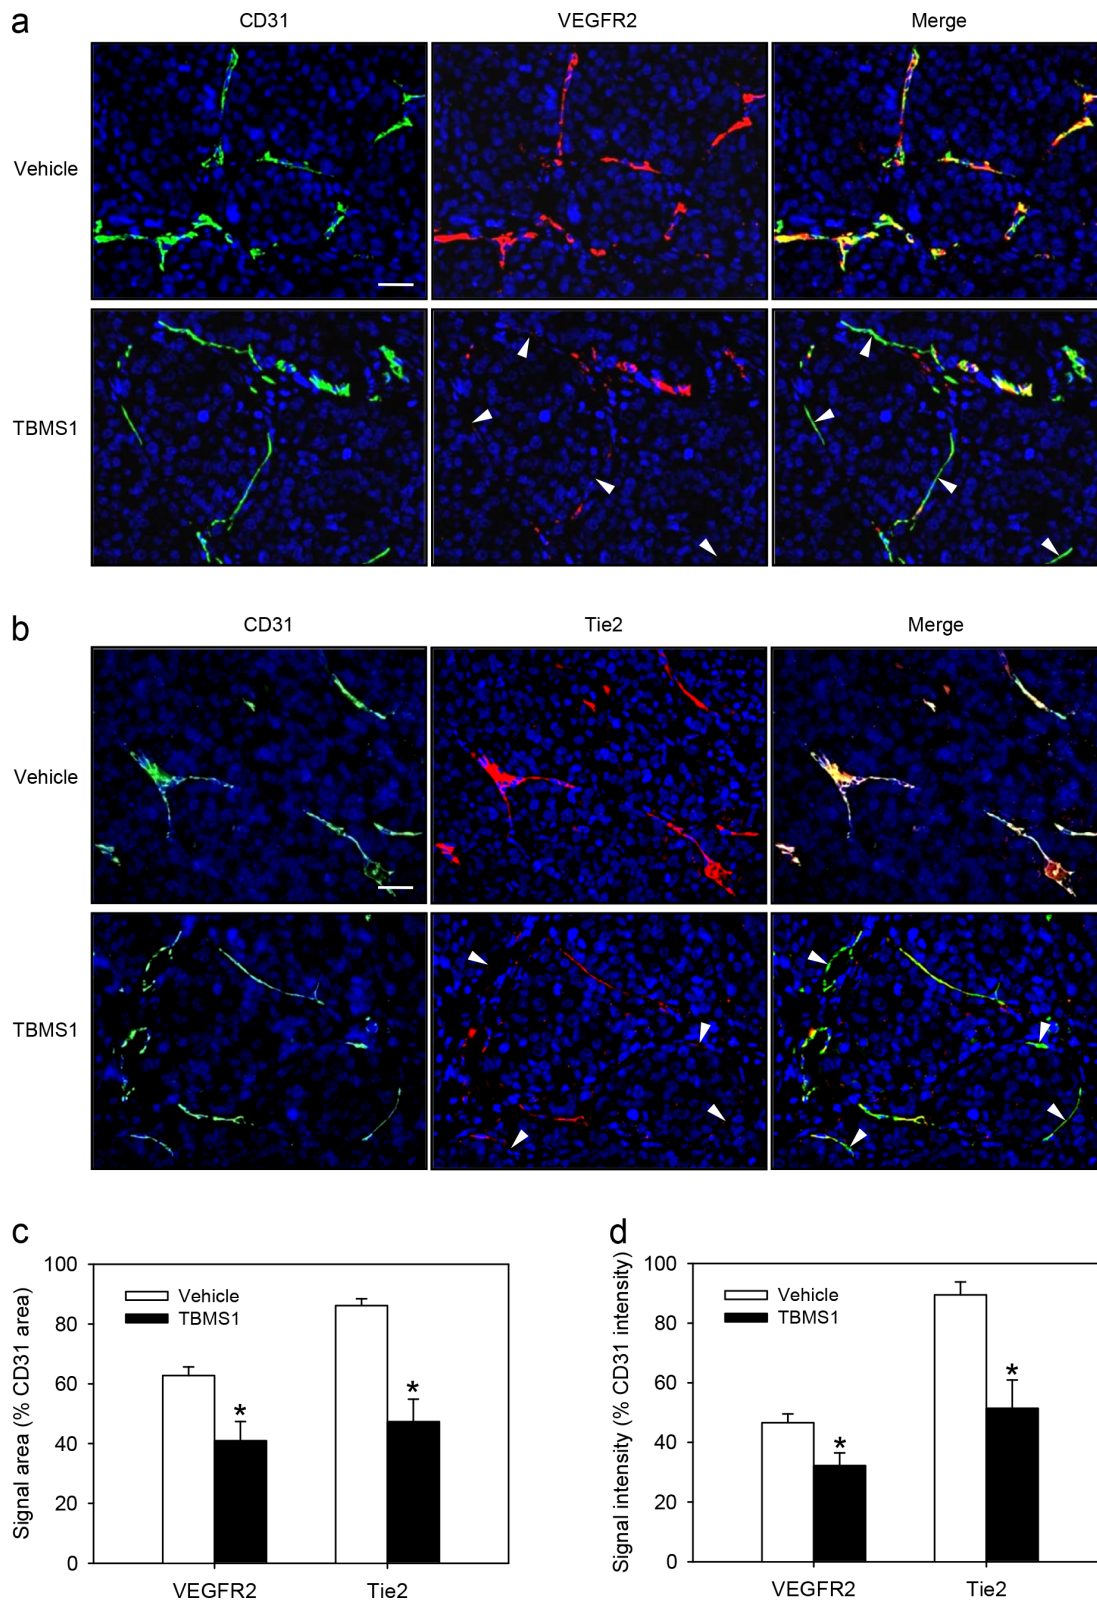 a
CD31 VEGFR2 Merge
Vehicle
TBMS1
b
CD31 Tie2 Merge
Vehicle
TBMS1
c
Signal area (% CD31 area)
100
80
60
40
20
0
Vehicle
TBMS1
*
*
VEGFR2 Tie2
d
Signal intensity (% CD31 intensity)
100
80
60
40
20
0
Vehicle
TBMS1
*
*
VEGFR2 Tie2